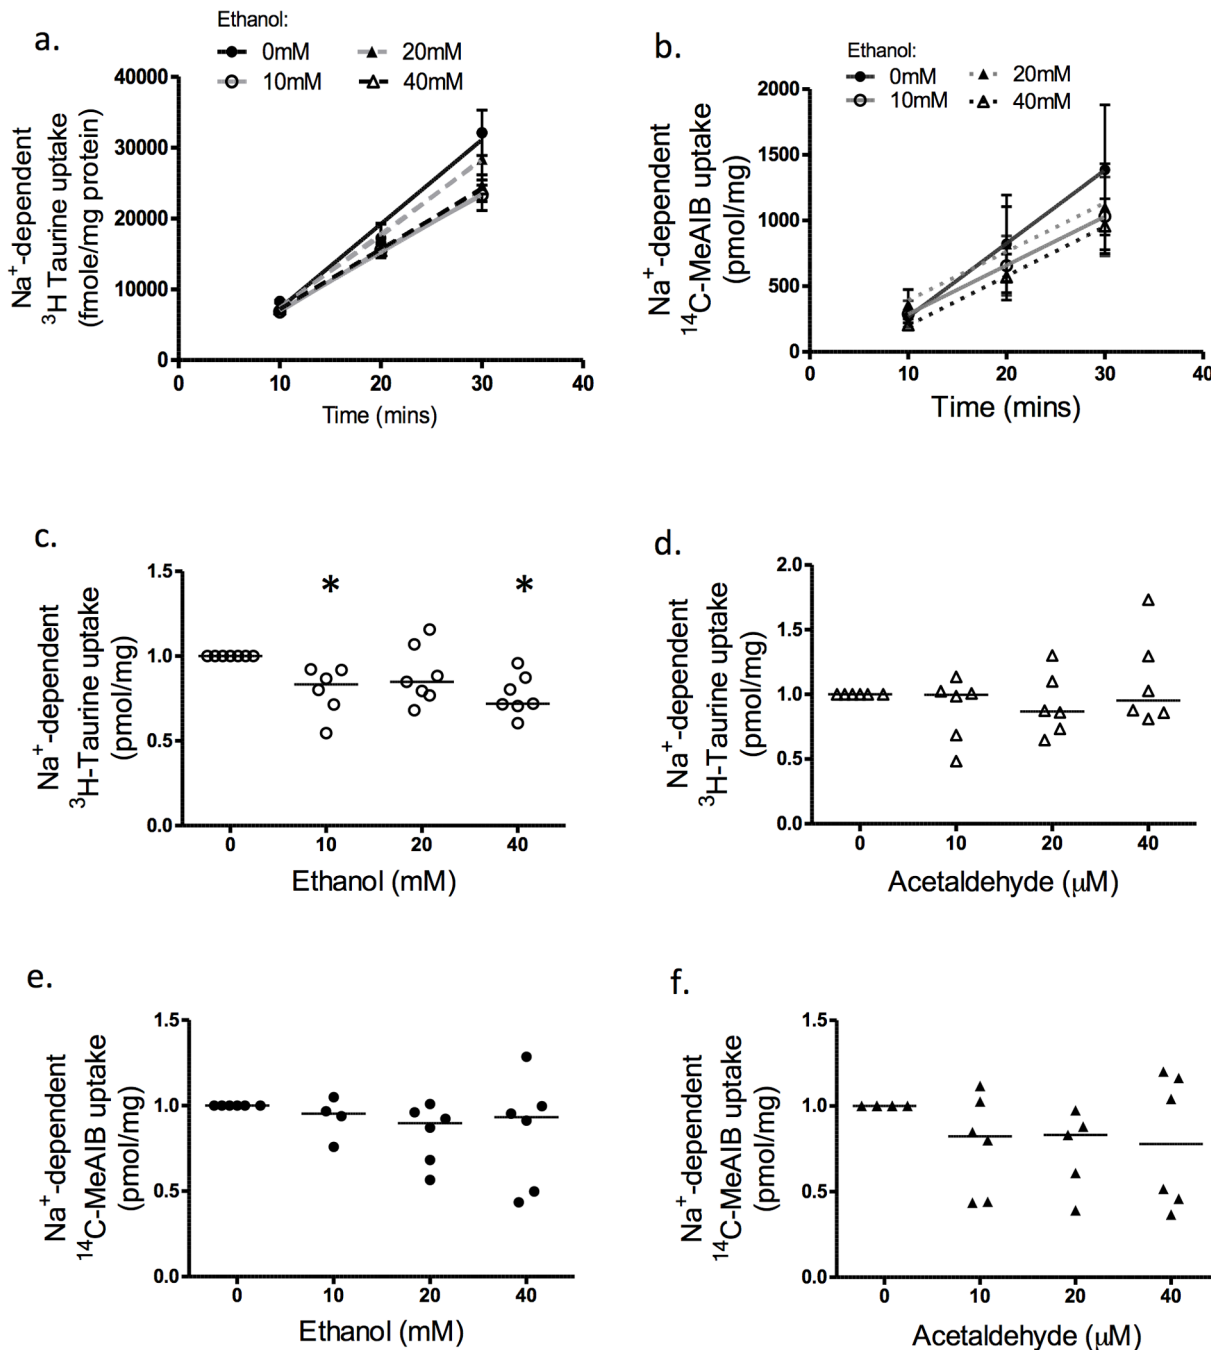 a.
Ethanol:
0mM
20mM
10mM
40mM
Na+-dependent
3H Taurine uptake
(fmole/mg protein)
40000
30000
20000
10000
0
0 10 20 30 40
Time (mins)
b.
Ethanol:
0mM
20mM
10mM
40mM
Na+-dependent
14C-MeAIB uptake
(pmol/mg)
2000
1500
1000
500
0
0 10 20 30 40
Time (mins)
c.
Na+-dependent
3H-Taurine uptake
(pmol/mg)
1.5
1.0
0.5
0.0
* *
0 10 20 40
Ethanol (mM)
d.
Na+-dependent
3H-Taurine uptake
(pmol/mg)
2.0
1.5
1.0
0.5
0.0
0 10 20 40
Acetaldehyde (μM)
e.
Na+-dependent
14C-MeAIB uptake
(pmol/mg)
1.5
1.0
0.5
0.0
0 10 20 40
Ethanol (mM)
f.
Na+-dependent
14C-MeAIB uptake
(pmol/mg)
1.5
1.0
0.5
0.0
0 10 20 40
Acetaldehyde (μM)